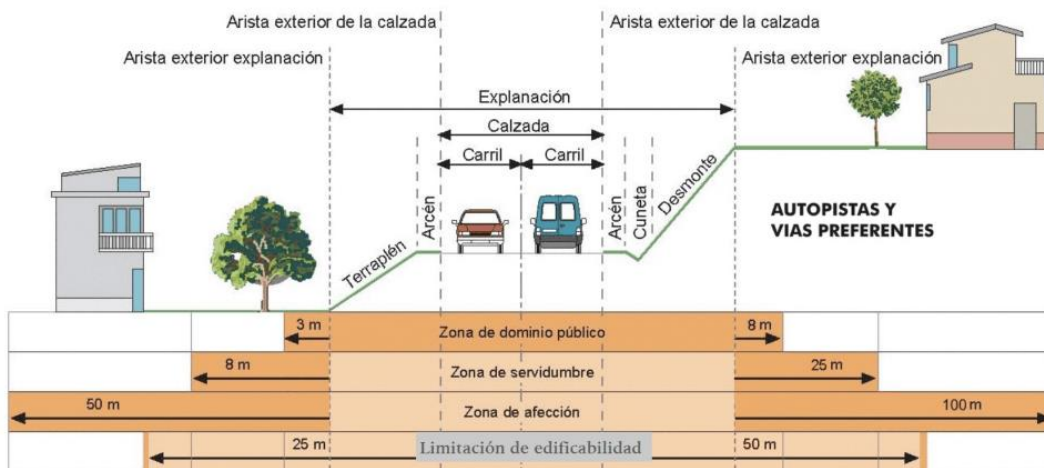 Arista exterior de la calzada
Arista exterior de la calzada
Arista exterior explanación
Arista exterior explanación
Explanación
Calzada
Carril
Carril
Terraplén
Arcén
Arcén
Cuneta
Desmonte
AUTOPISTAS Y
VIAS PREFERENTES
3 m
Zona de dominio público
8 m
8 m
Zona de servidumbre
25 m
50 m
Zona de afección
100 m
25 m
Limitación de edificabilidad
50 m